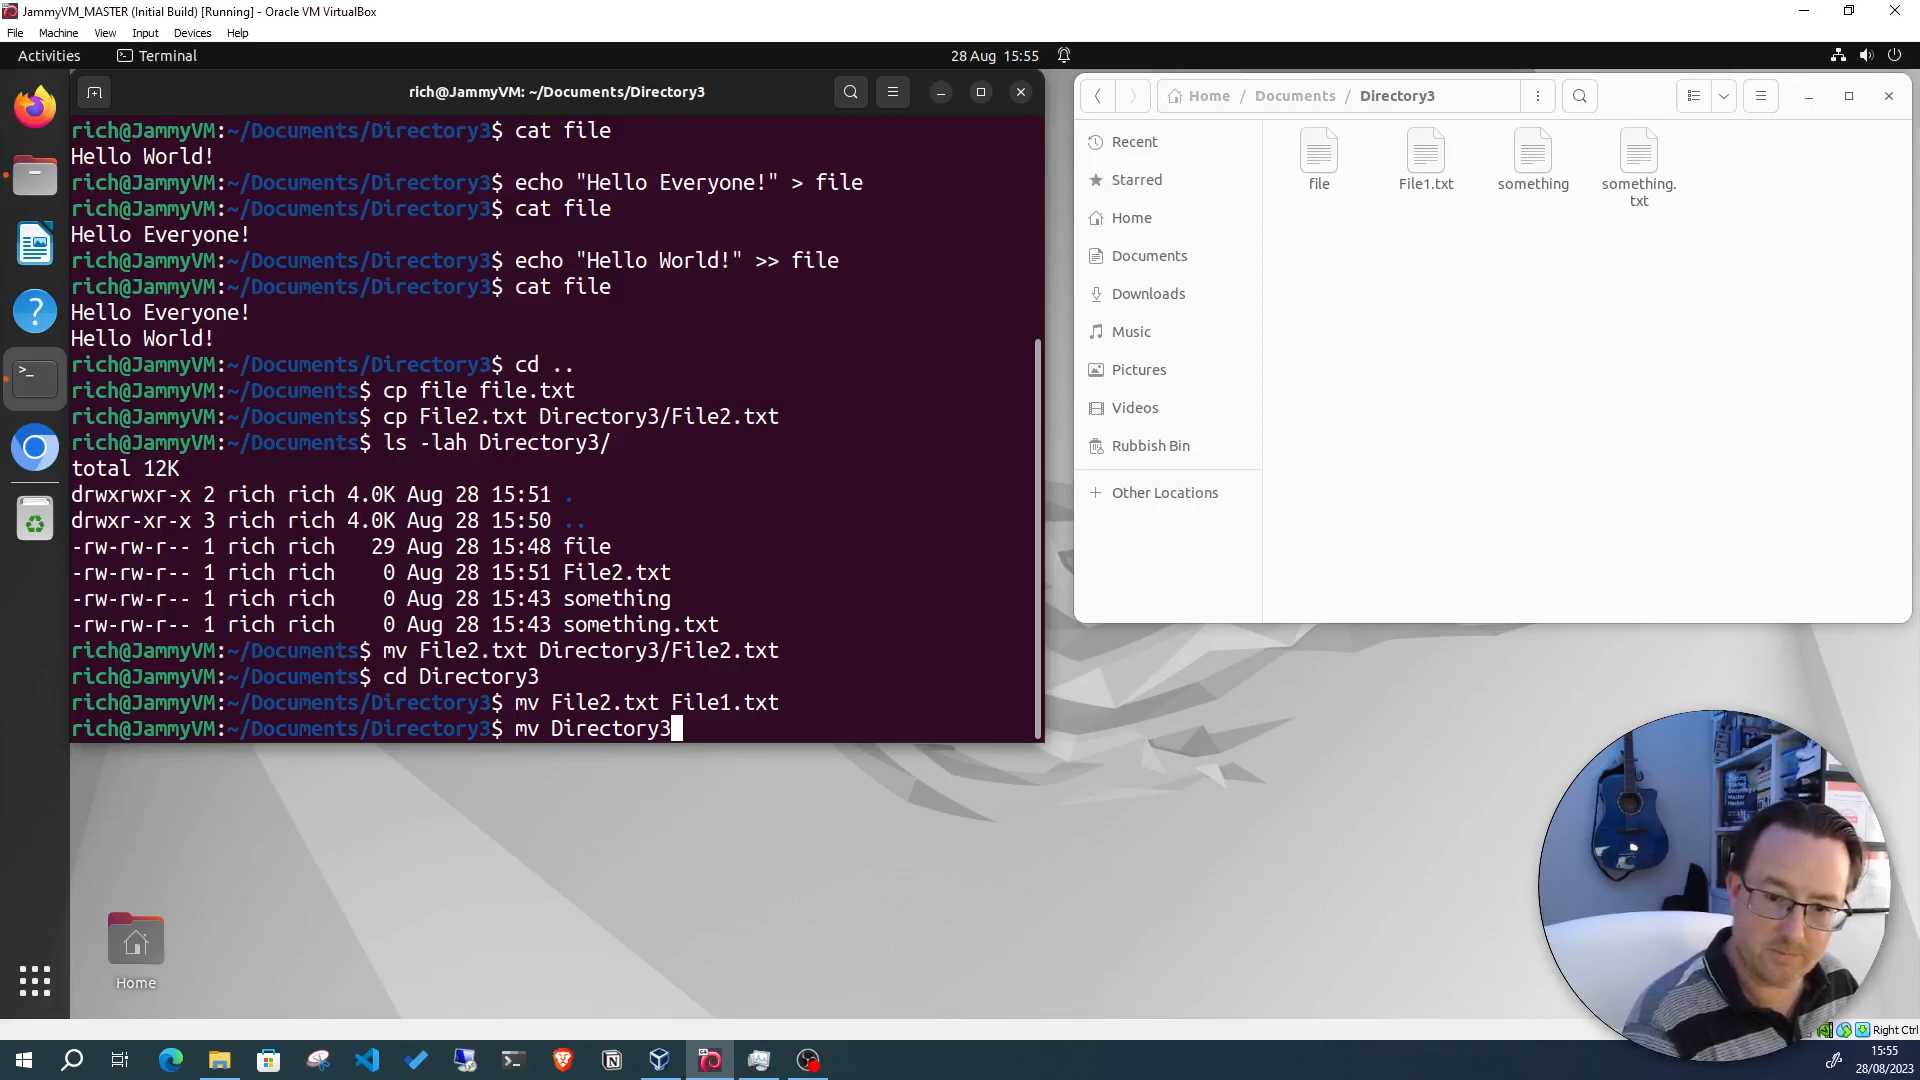 JammyVM_MASTER (Initial Build) [Running] - Oracle VM VirtualBox
File Machine View Input Devices Help
Activities Terminal 28 Aug 15:55
rich@JammyVM: ~/Documents/Directory3
rich@JammyVM:~/Documents/Directory3$ cat file
Hello World!
rich@JammyVM:~/Documents/Directory3$ echo "Hello Everyone!" > file
rich@JammyVM:~/Documents/Directory3$ cat file
Hello Everyone!
rich@JammyVM:~/Documents/Directory3$ echo "Hello World!" >> file
rich@JammyVM:~/Documents/Directory3$ cat file
Hello Everyone!
Hello World!
rich@JammyVM:~/Documents/Directory3$ cd ..
rich@JammyVM:~/Documents$ cp file file.txt
rich@JammyVM:~/Documents$ cp File2.txt Directory3/File2.txt
rich@JammyVM:~/Documents$ ls -lah Directory3/
total 12K
drwxrwxr-x 2 rich rich 4.0K Aug 28 15:51 .
drwxr-xr-x 3 rich rich 4.0K Aug 28 15:50 ..
-rw-rw-r-- 1 rich rich   29 Aug 28 15:48 file
-rw-rw-r-- 1 rich rich    0 Aug 28 15:51 File2.txt
-rw-rw-r-- 1 rich rich    0 Aug 28 15:43 something
-rw-rw-r-- 1 rich rich    0 Aug 28 15:43 something.txt
rich@JammyVM:~/Documents$ mv File2.txt Directory3/File2.txt
rich@JammyVM:~/Documents$ cd Directory3
rich@JammyVM:~/Documents/Directory3$ mv File2.txt File1.txt
rich@JammyVM:~/Documents/Directory3$ mv Directory3
Home / Documents / Directory3
Recent
Starred
Home
Documents
Downloads
Music
Pictures
Videos
Rubbish Bin
Other Locations
file File1.txt something something.
txt
Home
Right Ctrl
15:55
28/08/2023